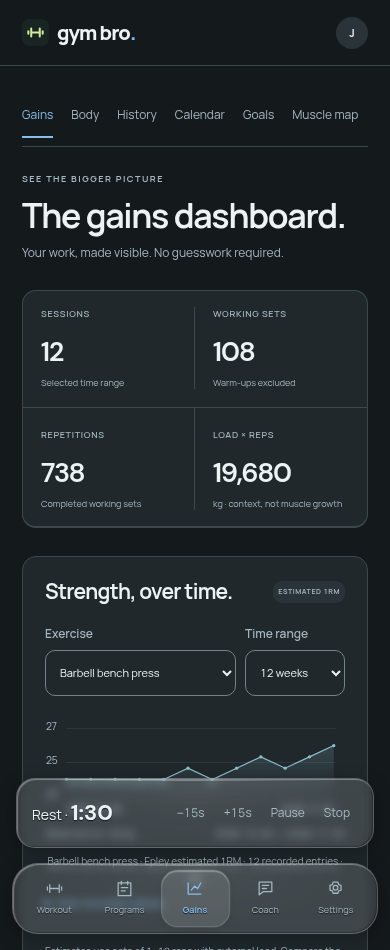 gym bro.
J
Gains Body History Calendar Goals Muscle map
SEE THE BIGGER PICTURE
The gains dashboard.
Your work, made visible. No guesswork required.
SESSIONS
12
Selected time range
WORKING SETS
108
Warm-ups excluded
REPETITIONS
738
Completed working sets
LOAD × REPS
19,680
kg · context, not muscle growth
Strength, over time.
ESTIMATED 1RM
Exercise
Barbell bench press
Time range
12 weeks
27
25
Rest · 1:30
−15s +15s Pause Stop
Barbell bench press · Epley estimated 1RM · 12 recorded entries ·
Workout Programs Gains Coach Settings